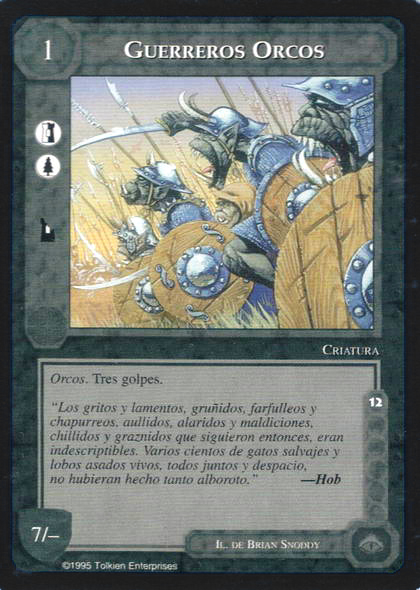 1
GUERREROS ORCOS
CRIATURA
Orcos. Tres golpes.
12
“Los gritos y lamentos, gruñidos, farfulleos y
chapurreos. aullidos, alaridos y maldiciones,
chillidos y graznidos que siguieron entonces, eran
indescriptibles. Varios cientos de gatos salvajes y
lobos asados vivos, todos juntos y despacio,
no hubieran hecho tanto alboroto.” —Hob
7/–
IL. DE BRIAN SNODDY
©1995 Tolkien Enterprises